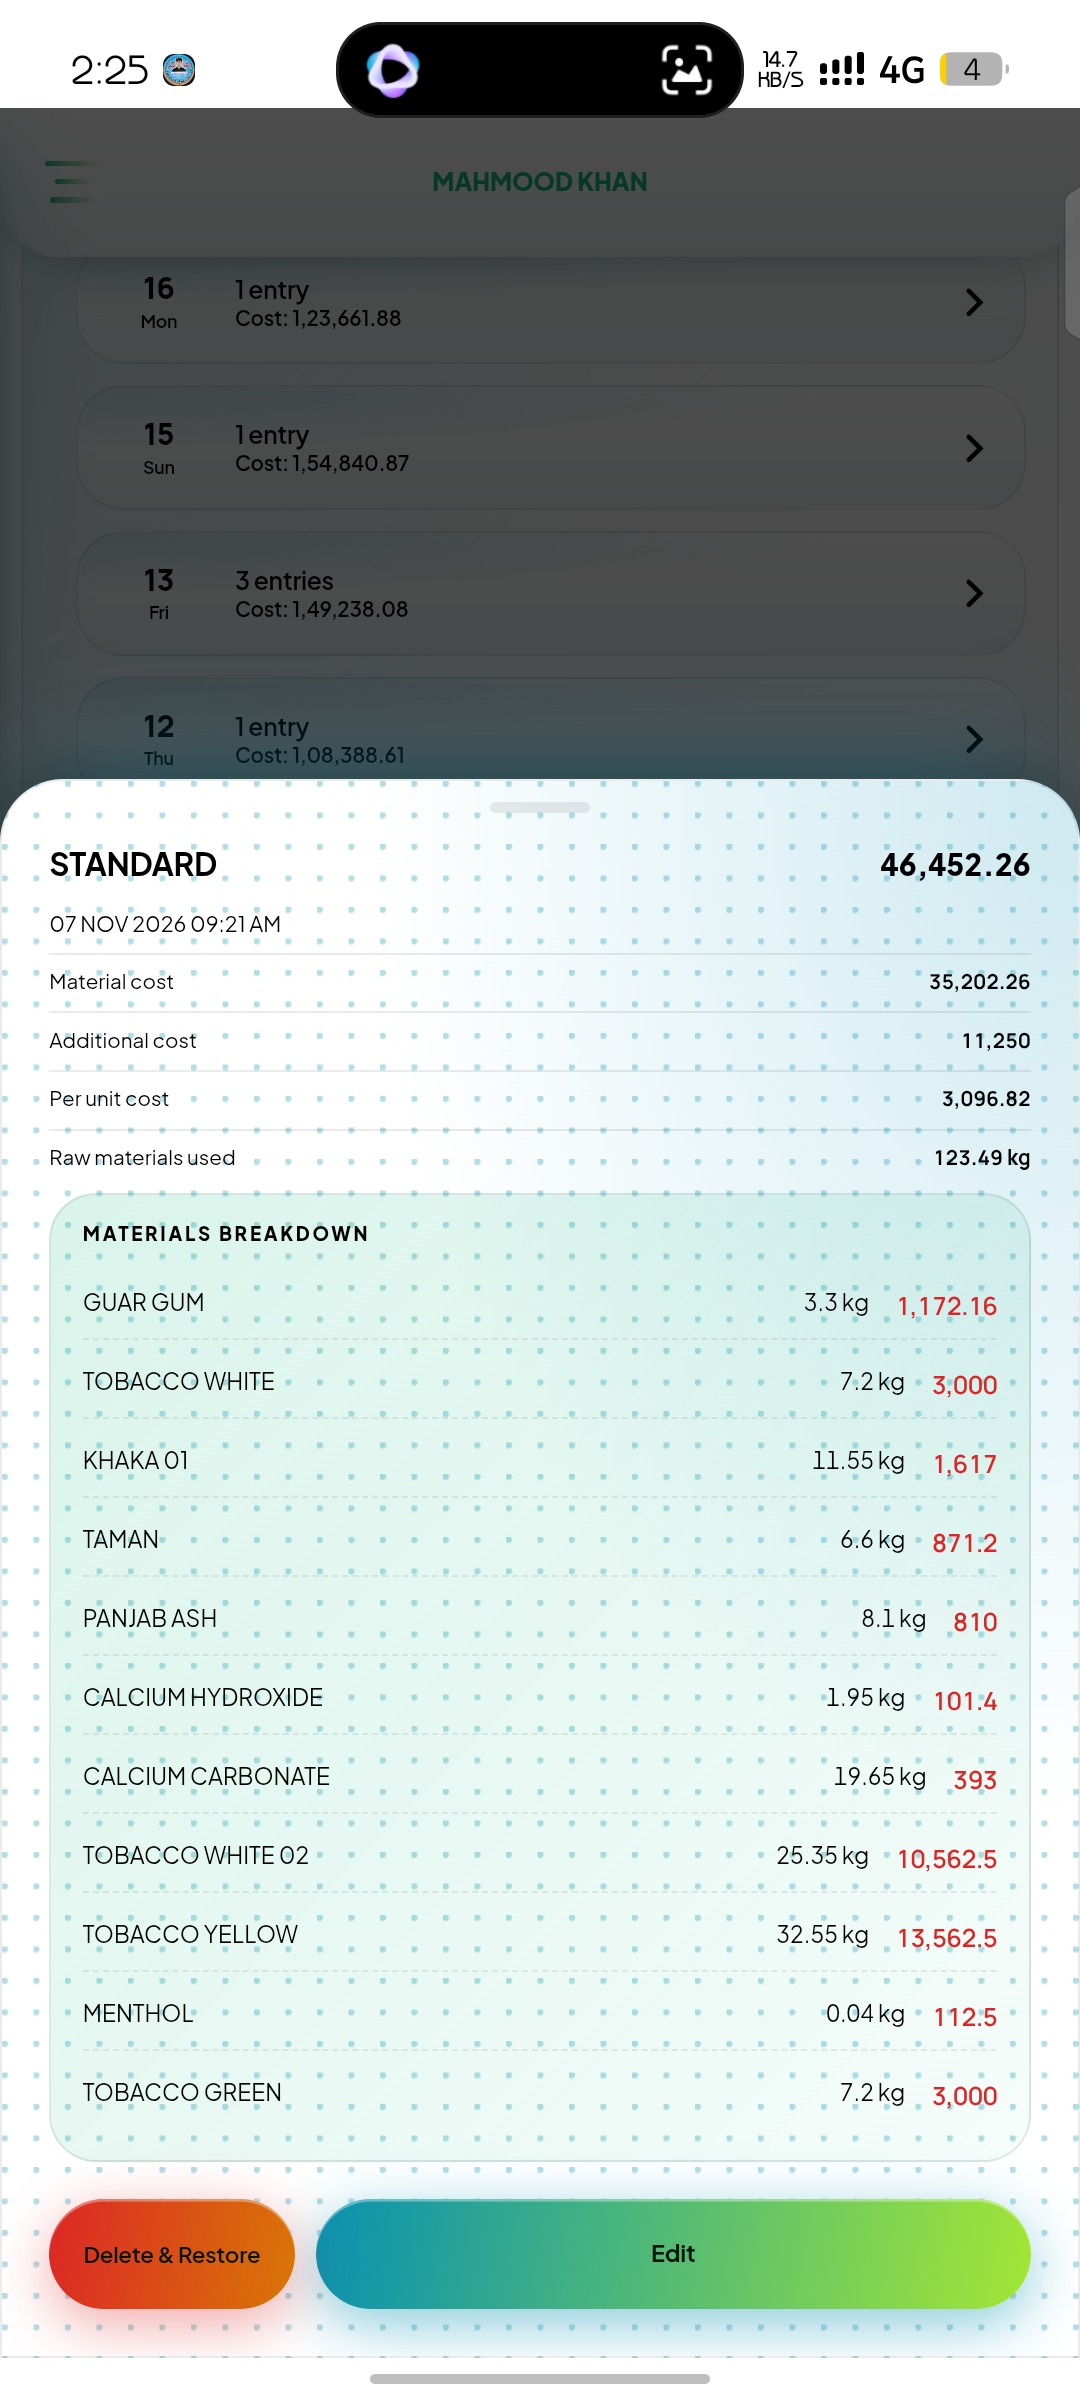 2:25
14.7 KB/S 4G 4
MAHMOOD KHAN
16 1 entry
Mon Cost: 1,23,661.88
15 1 entry
Sun Cost: 1,54,840.87
13 3 entries
Fri Cost: 1,49,238.08
12 1 entry
Thu Cost: 1,08,388.61
STANDARD 46,452.26
07 NOV 2026 09:21 AM
Material cost 35,202.26
Additional cost 11,250
Per unit cost 3,096.82
Raw materials used 123.49 kg
MATERIALS BREAKDOWN
GUAR GUM 3.3 kg 1,172.16
TOBACCO WHITE 7.2 kg 3,000
KHAKA 01 11.55 kg 1,617
TAMAN 6.6 kg 871.2
PANJAB ASH 8.1 kg 810
CALCIUM HYDROXIDE 1.95 kg 101.4
CALCIUM CARBONATE 19.65 kg 393
TOBACCO WHITE 02 25.35 kg 10,562.5
TOBACCO YELLOW 32.55 kg 13,562.5
MENTHOL 0.04 kg 112.5
TOBACCO GREEN 7.2 kg 3,000
Delete & Restore Edit